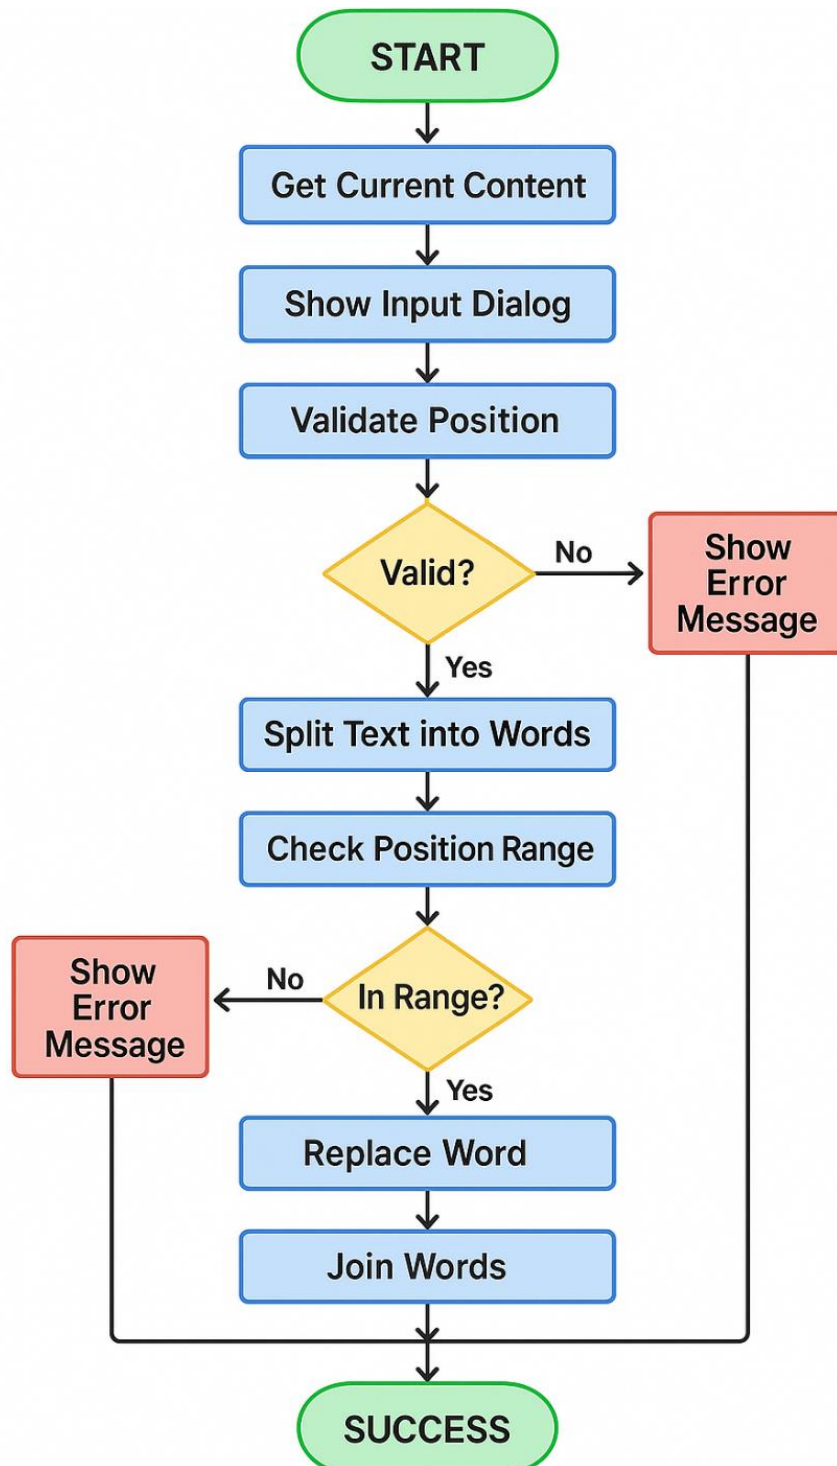 START
Get Current Content
Show Input Dialog
Validate Position
Valid?
No
Show
Error
Message
Yes
Split Text into Words
Check Position Range
In Range?
No
Show
Error
Message
Yes
Replace Word
Join Words
SUCCESS